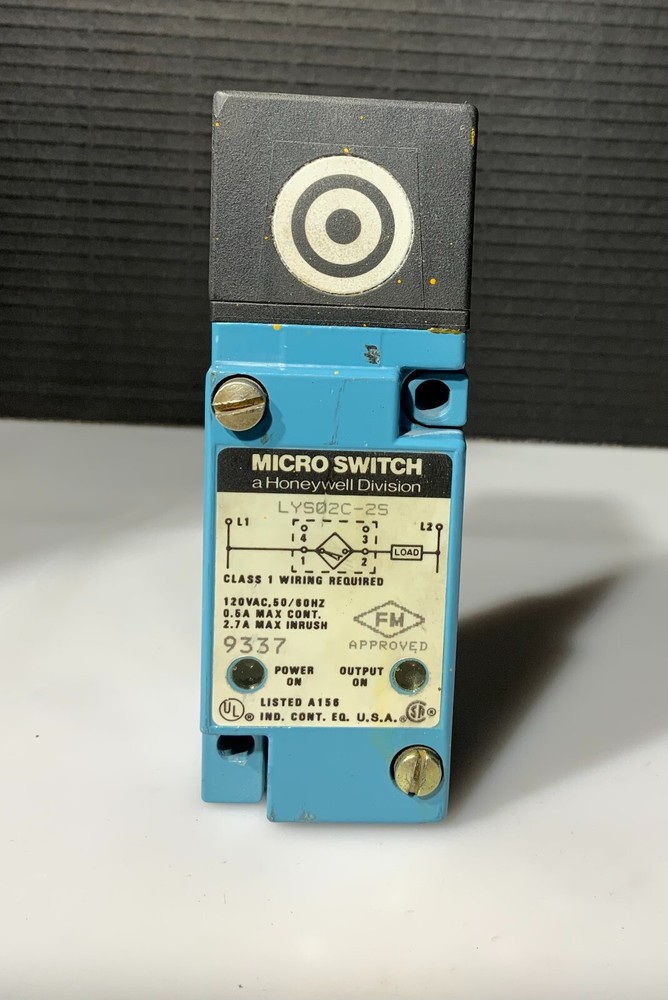 MICRO SWITCH
a Honeywell Division
LYS02C-2S
L1 L2
4 3
LOAD
1 2
CLASS 1 WIRING REQUIRED
120VAC,50/60HZ
0.5A MAX CONT.
2.7A MAX INRUSH
FM
9337 APPROVED
POWER ON
OUTPUT ON
UL ® LISTED A156
IND. CONT. EQ. U.S.A. ® SA ®